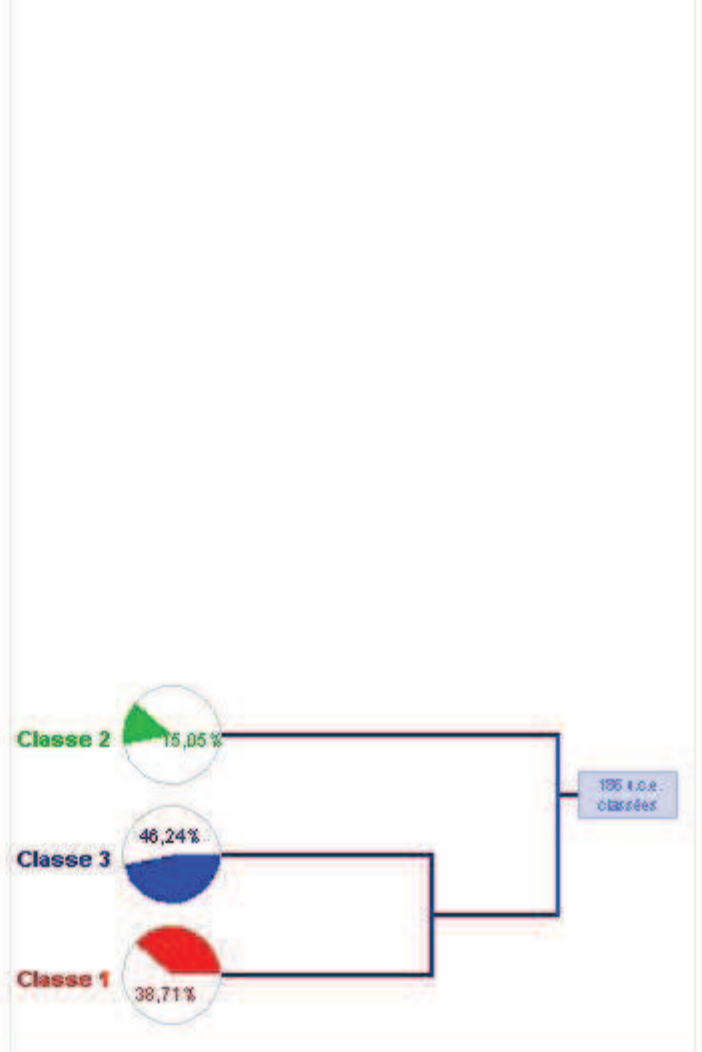 Classe 2
15,05 %
186 u.c.e.
classées
46,24 %
Classe 3
Classe 1
38,71 %